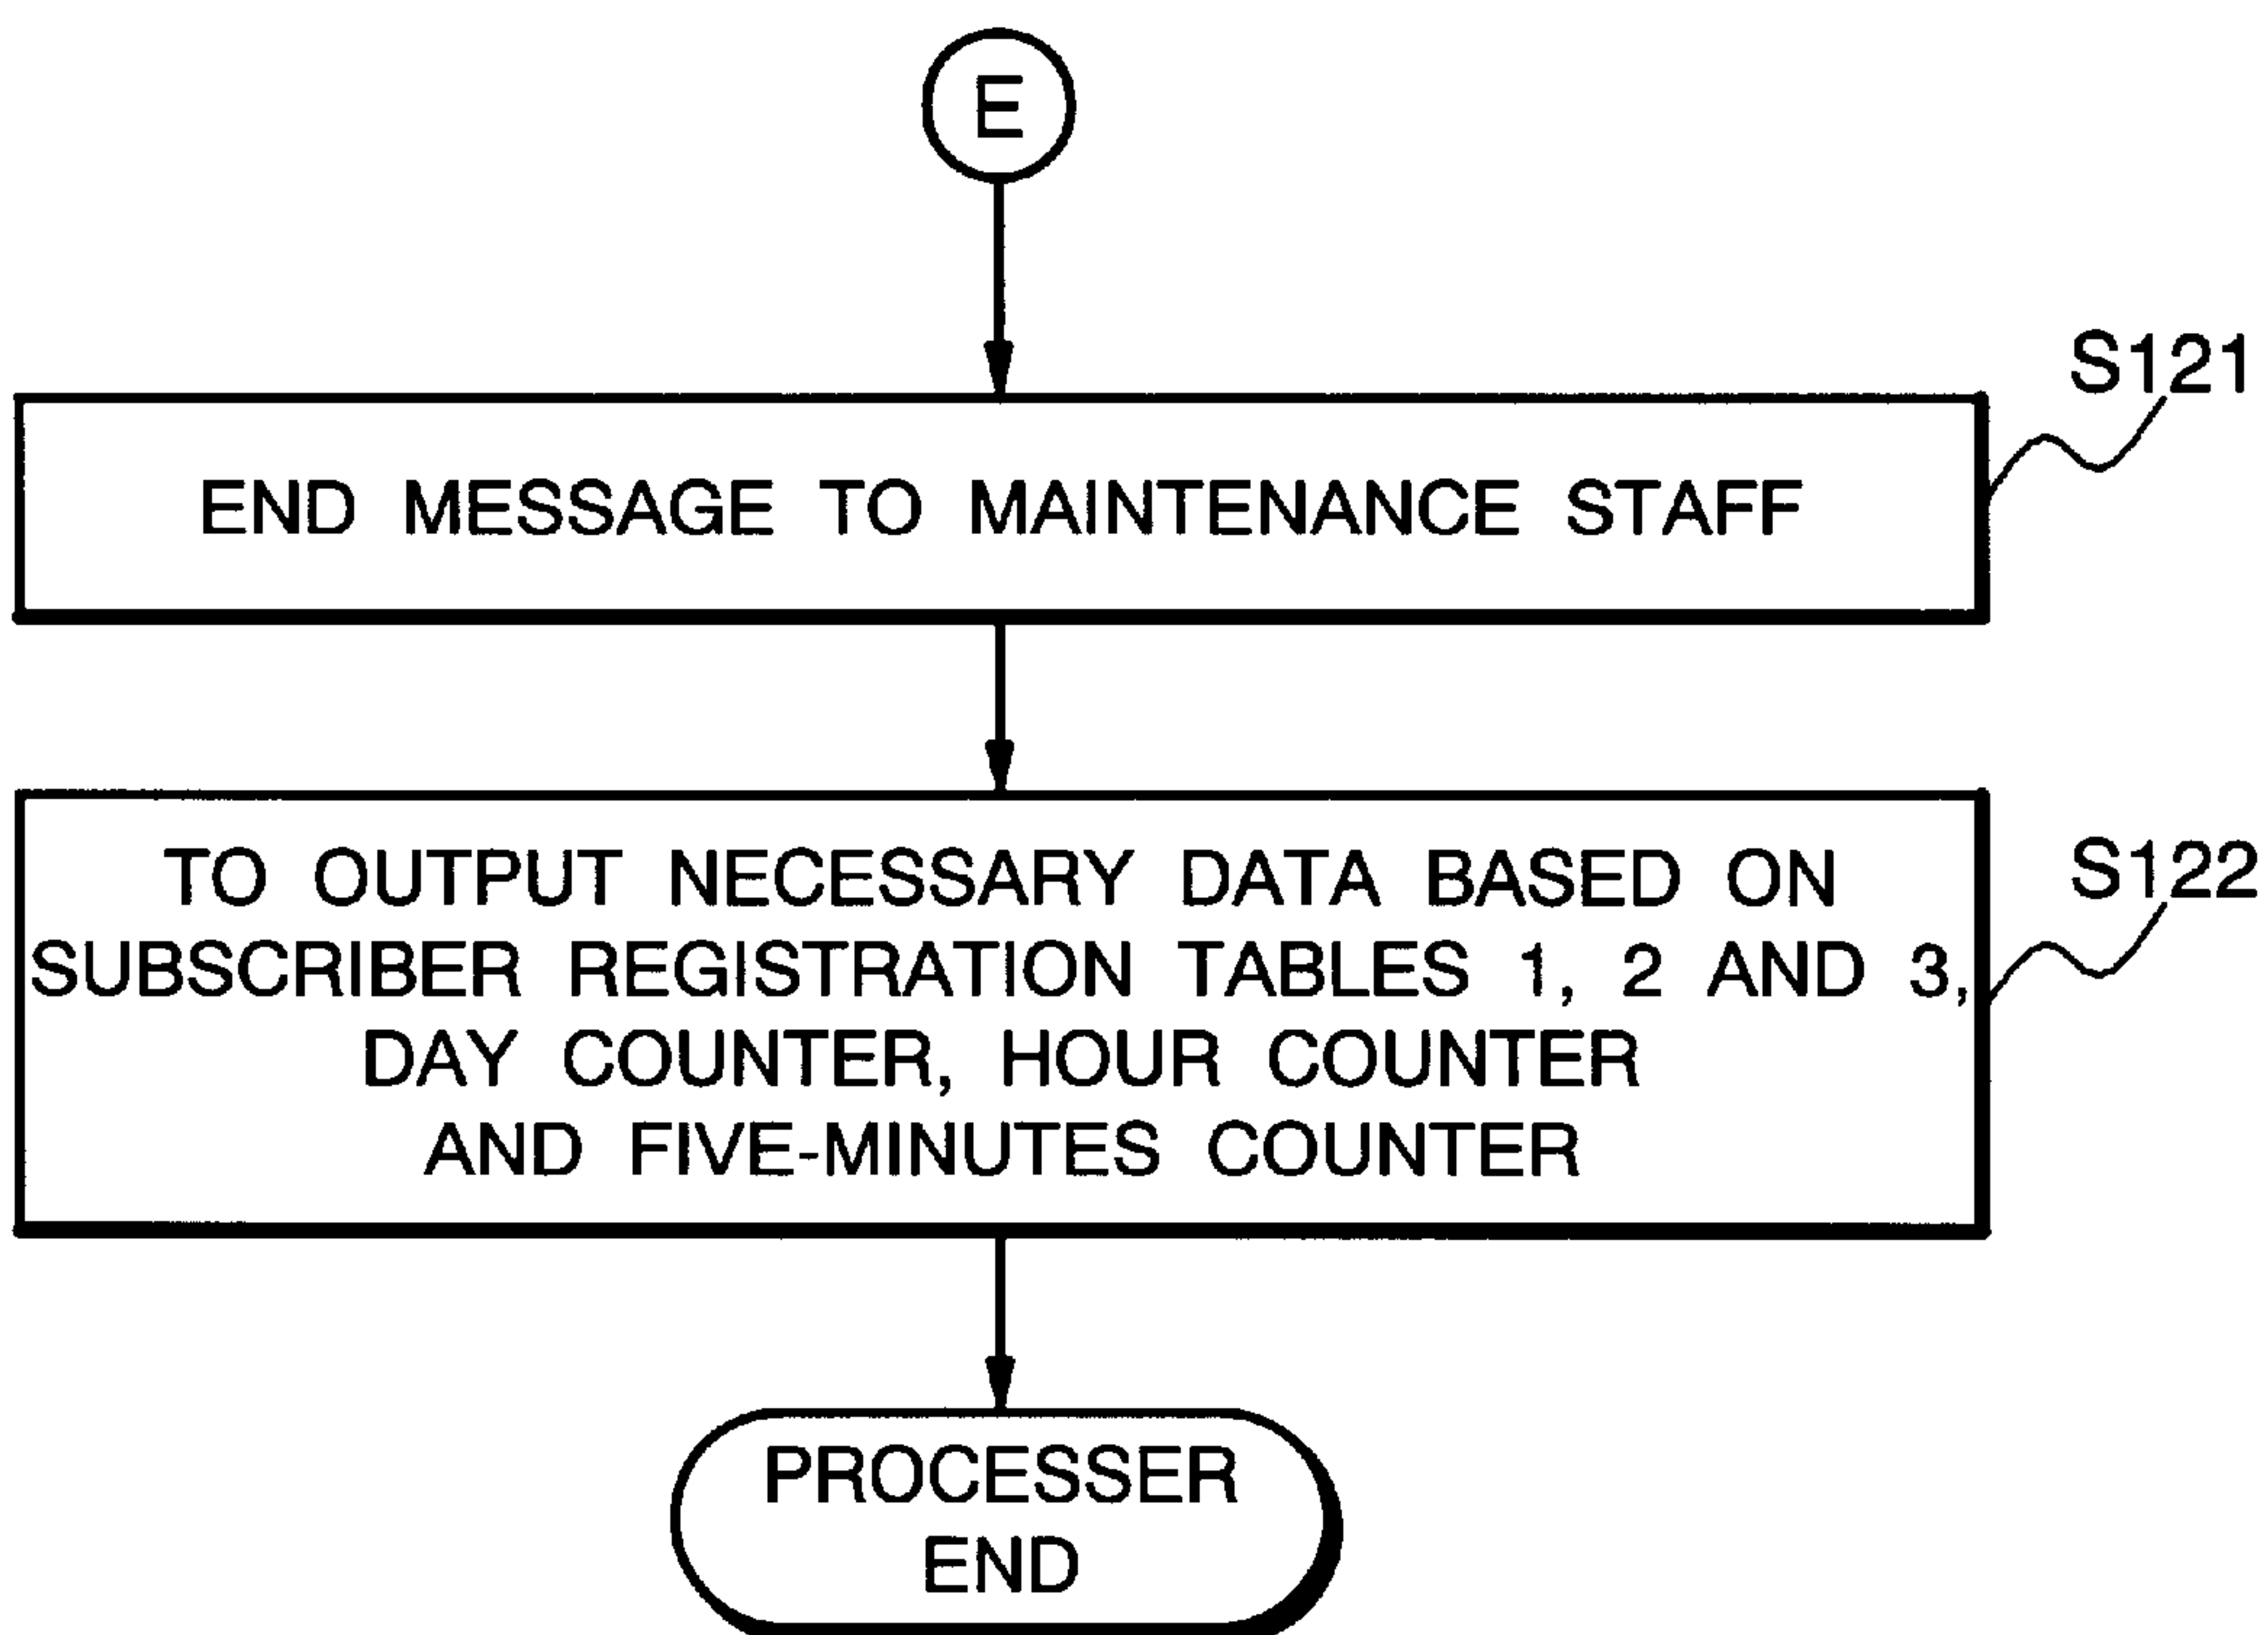 E
S121
END MESSAGE TO MAINTENANCE STAFF
S122
TO OUTPUT NECESSARY DATA BASED ON
SUBSCRIBER REGISTRATION TABLES 1, 2 AND 3,
DAY COUNTER, HOUR COUNTER
AND FIVE-MINUTES COUNTER
PROCESSER
END